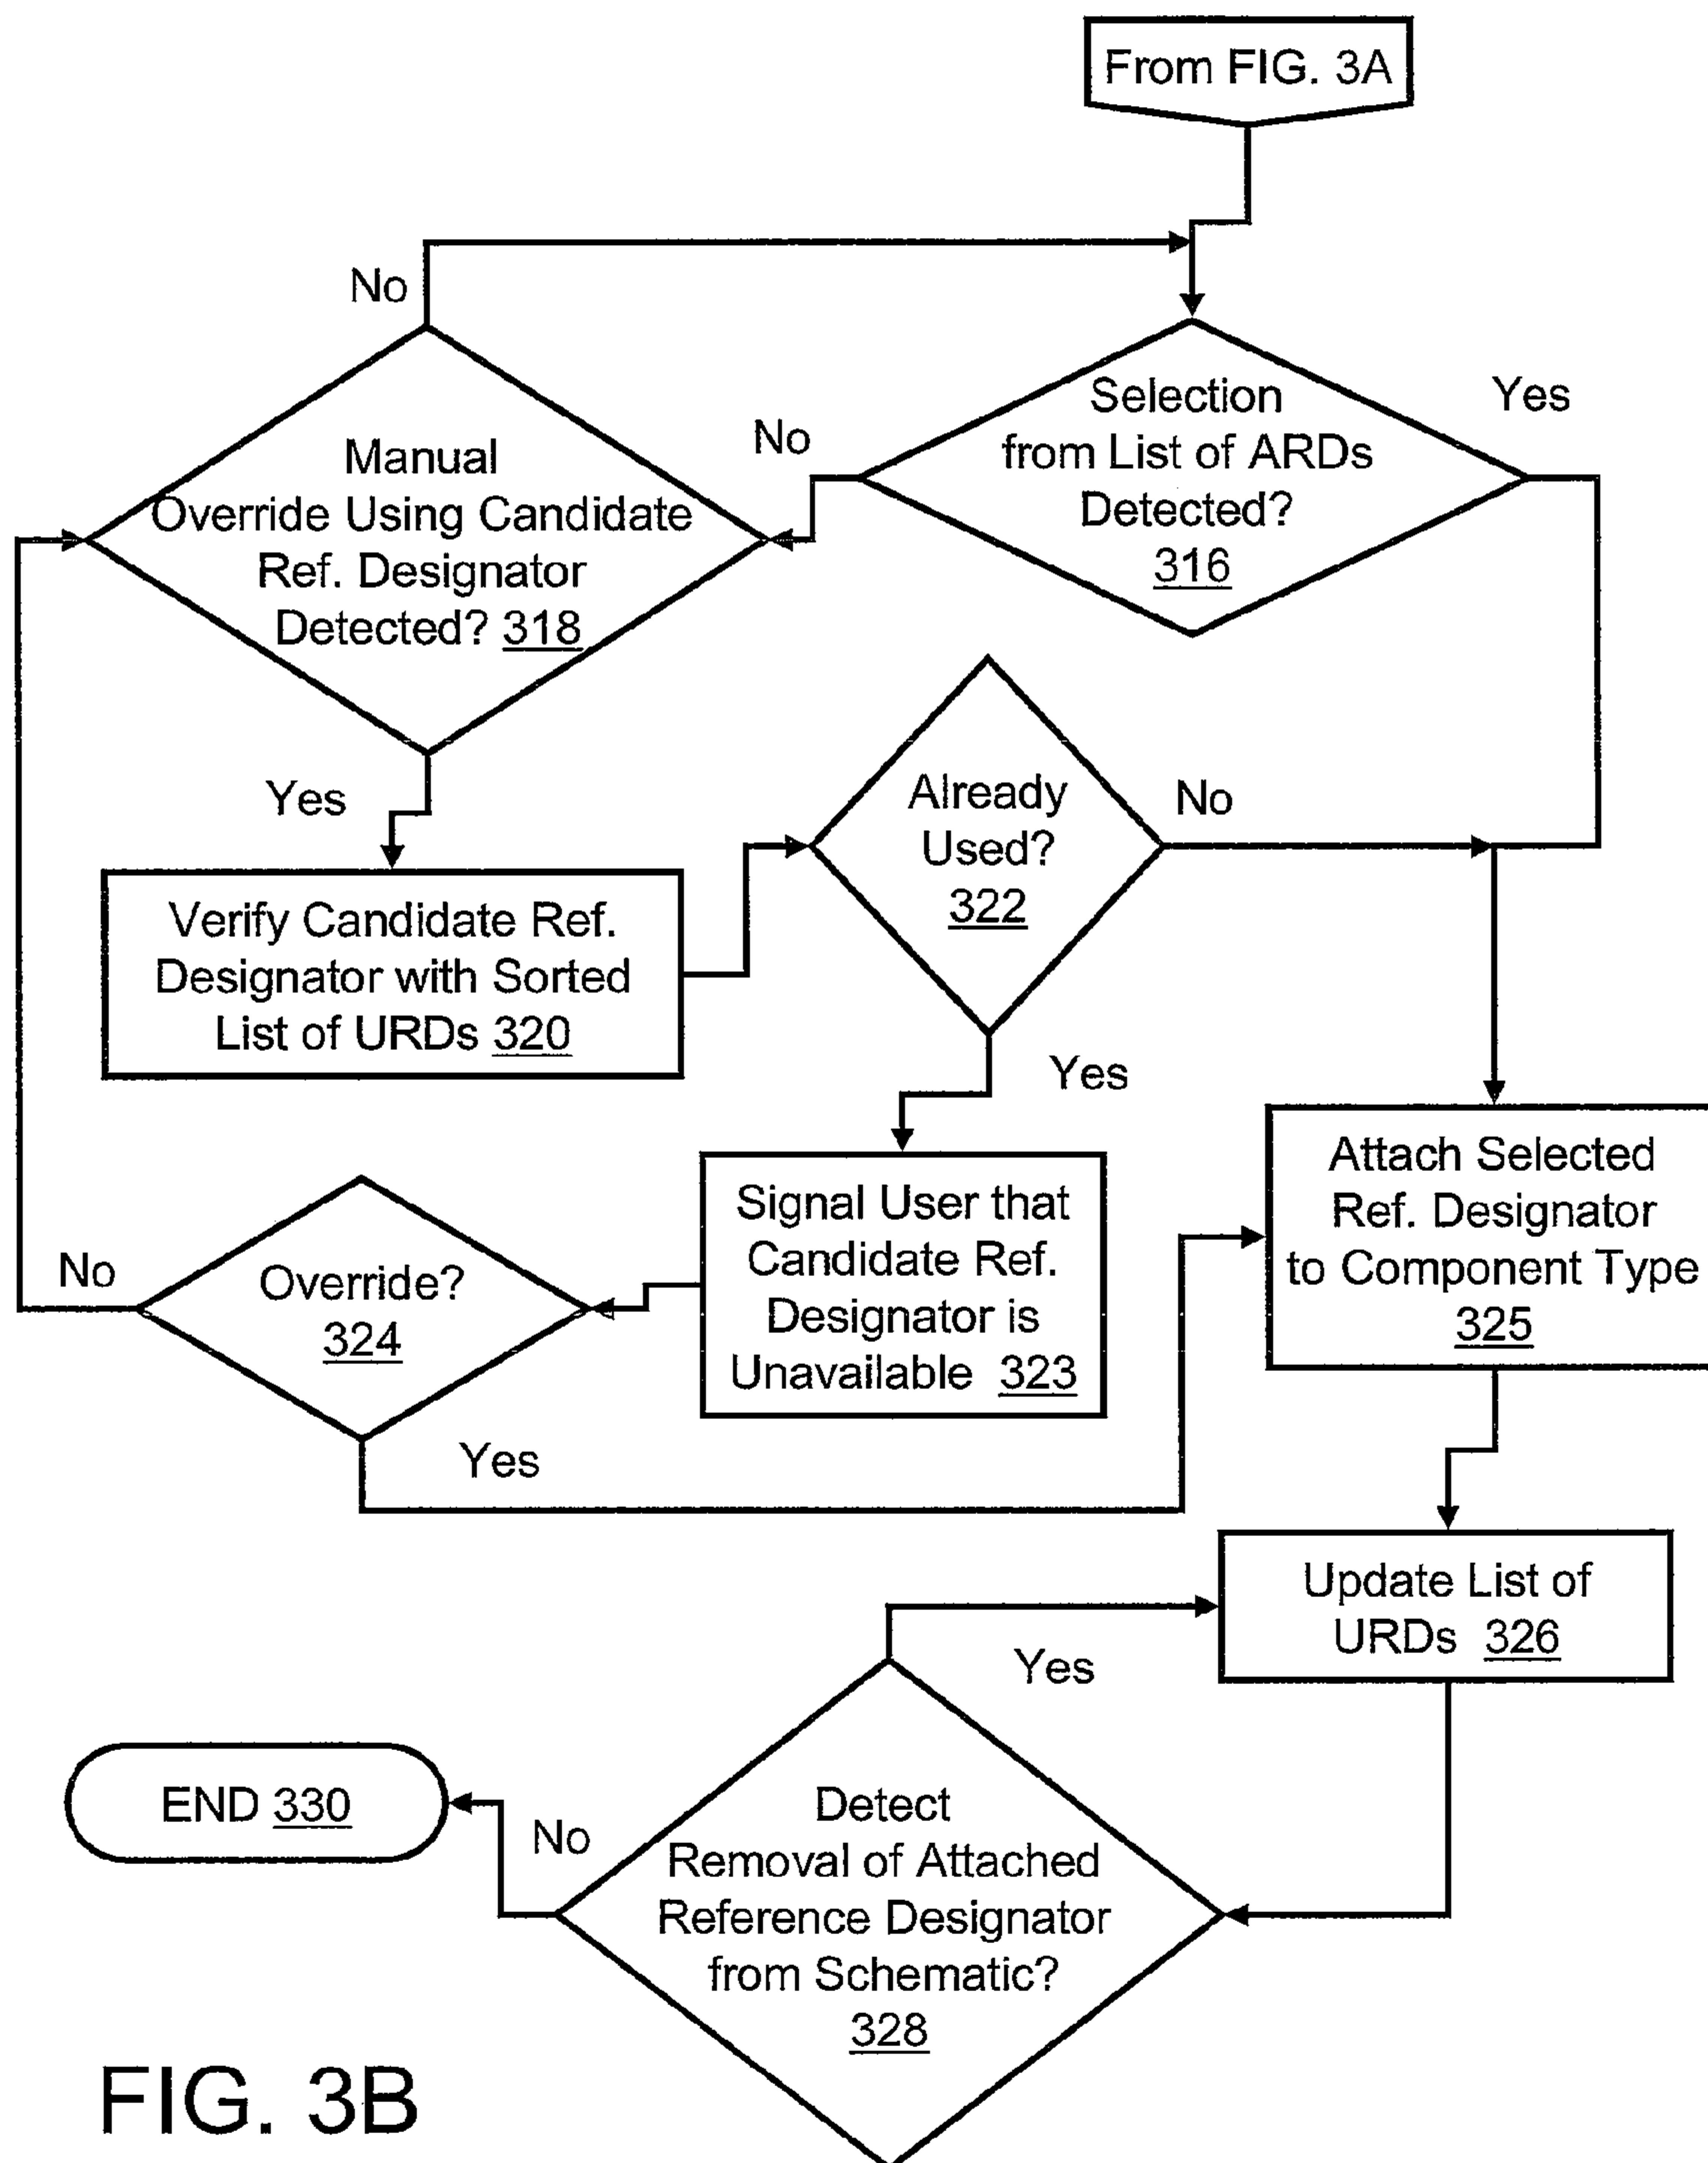 From FIG. 3A
No
Selection
from List of ARDs
Detected?
316
Yes
No
Manual
Override Using Candidate
Ref. Designator
Detected? 318
Yes
Already
Used?
322
No
Verify Candidate Ref.
Designator with Sorted
List of URDs 320
Yes
Attach Selected
Ref. Designator
to Component Type
325
Signal User that
Candidate Ref.
Designator is
Unavailable 323
No
Override?
324
Yes
Update List of
URDs 326
Yes
END 330
No
Detect
Removal of Attached
Reference Designator
from Schematic?
328
FIG. 3B